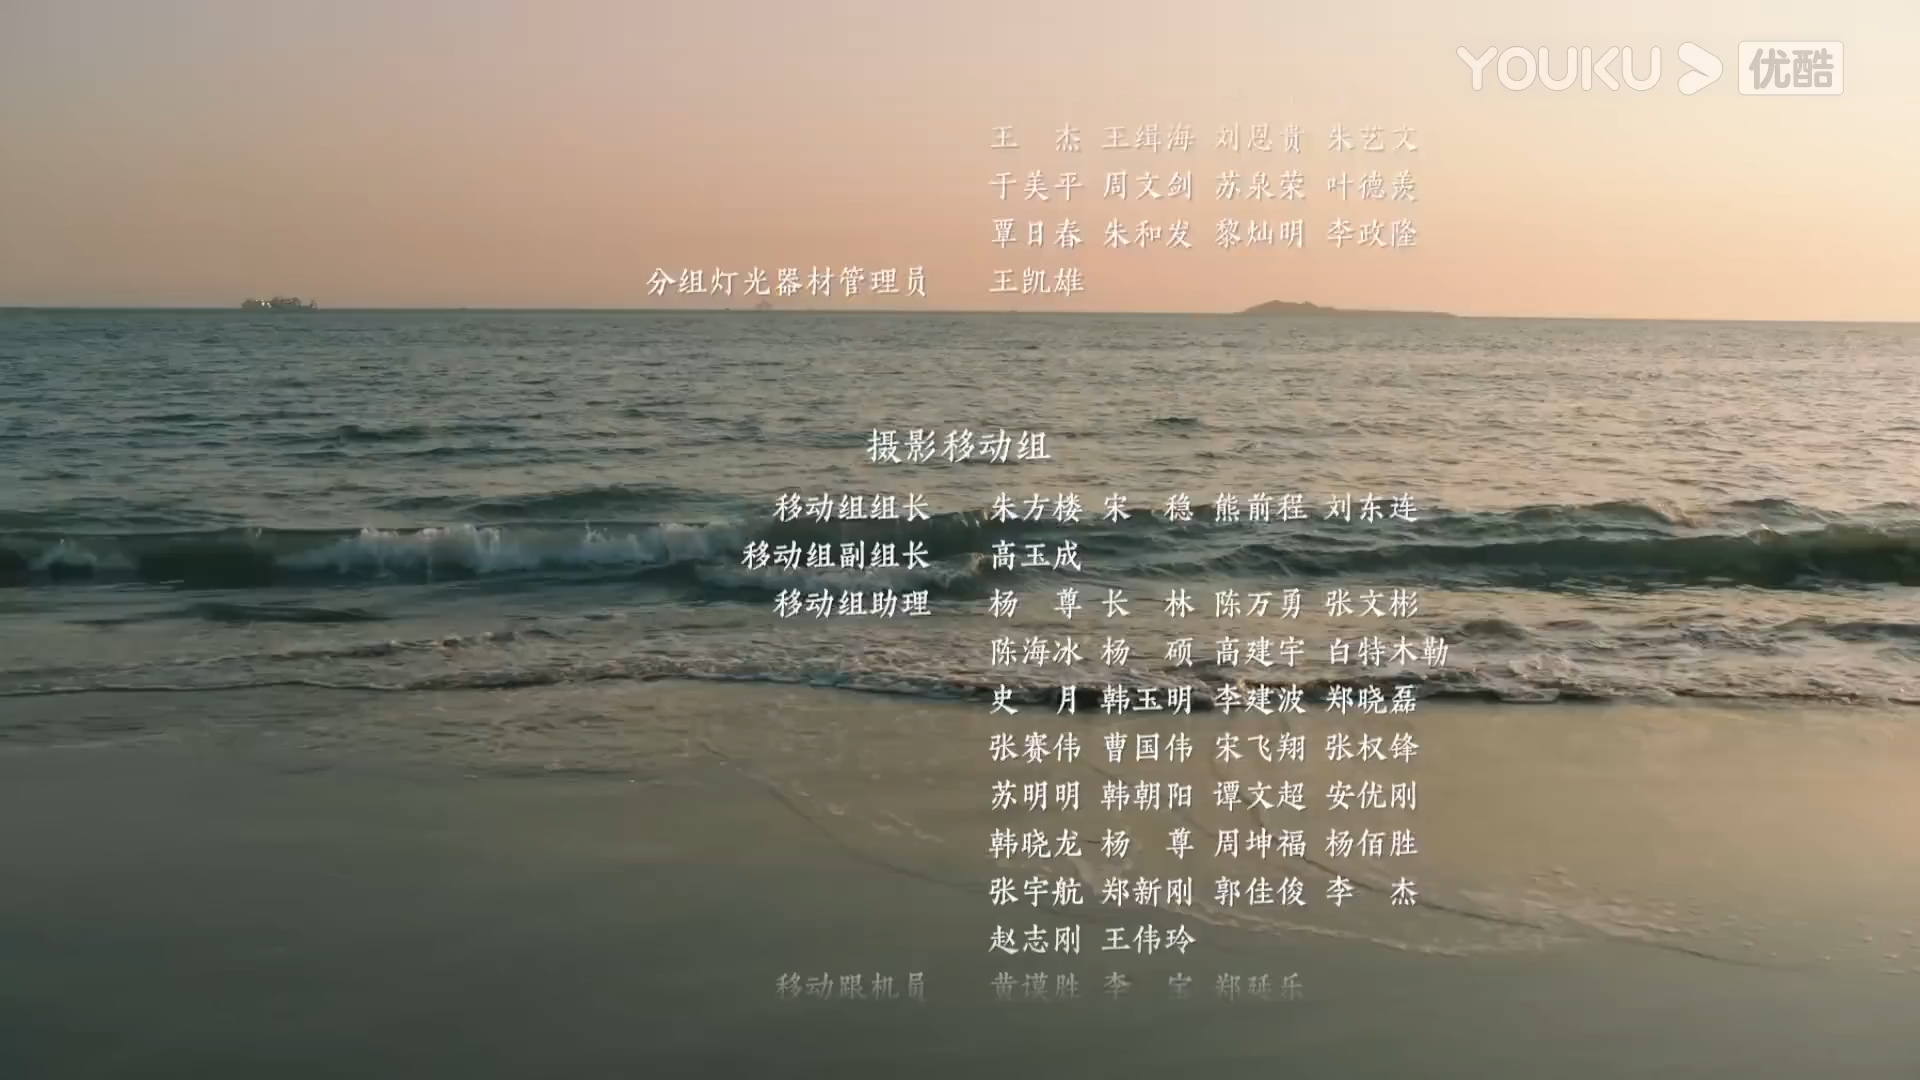 YOUKU 优酷
王　杰 王缉海 刘恩贵 朱艺文
于美平 周文剑 苏泉荣 叶德羡
覃日春 朱和发 黎灿明 李政隆
分组灯光器材管理员 王凯雄
摄影移动组
移动组组长 朱方楼 宋　稳 熊前程 刘东连
移动组副组长 高玉成
移动组助理 杨　尊 长　林 陈万勇 张文彬
陈海冰 杨　硕 高建宇 白特木勒
史　月 韩玉明 李建波 郑晓磊
张赛伟 曹国伟 宋飞翔 张权锋
苏明明 韩朝阳 谭文超 安优刚
韩晓龙 杨　尊 周坤福 杨佰胜
张宇航 郑新刚 郭佳俊 李　杰
赵志刚 王伟玲
移动跟机员 黄谟胜 李　宝 郑延乐